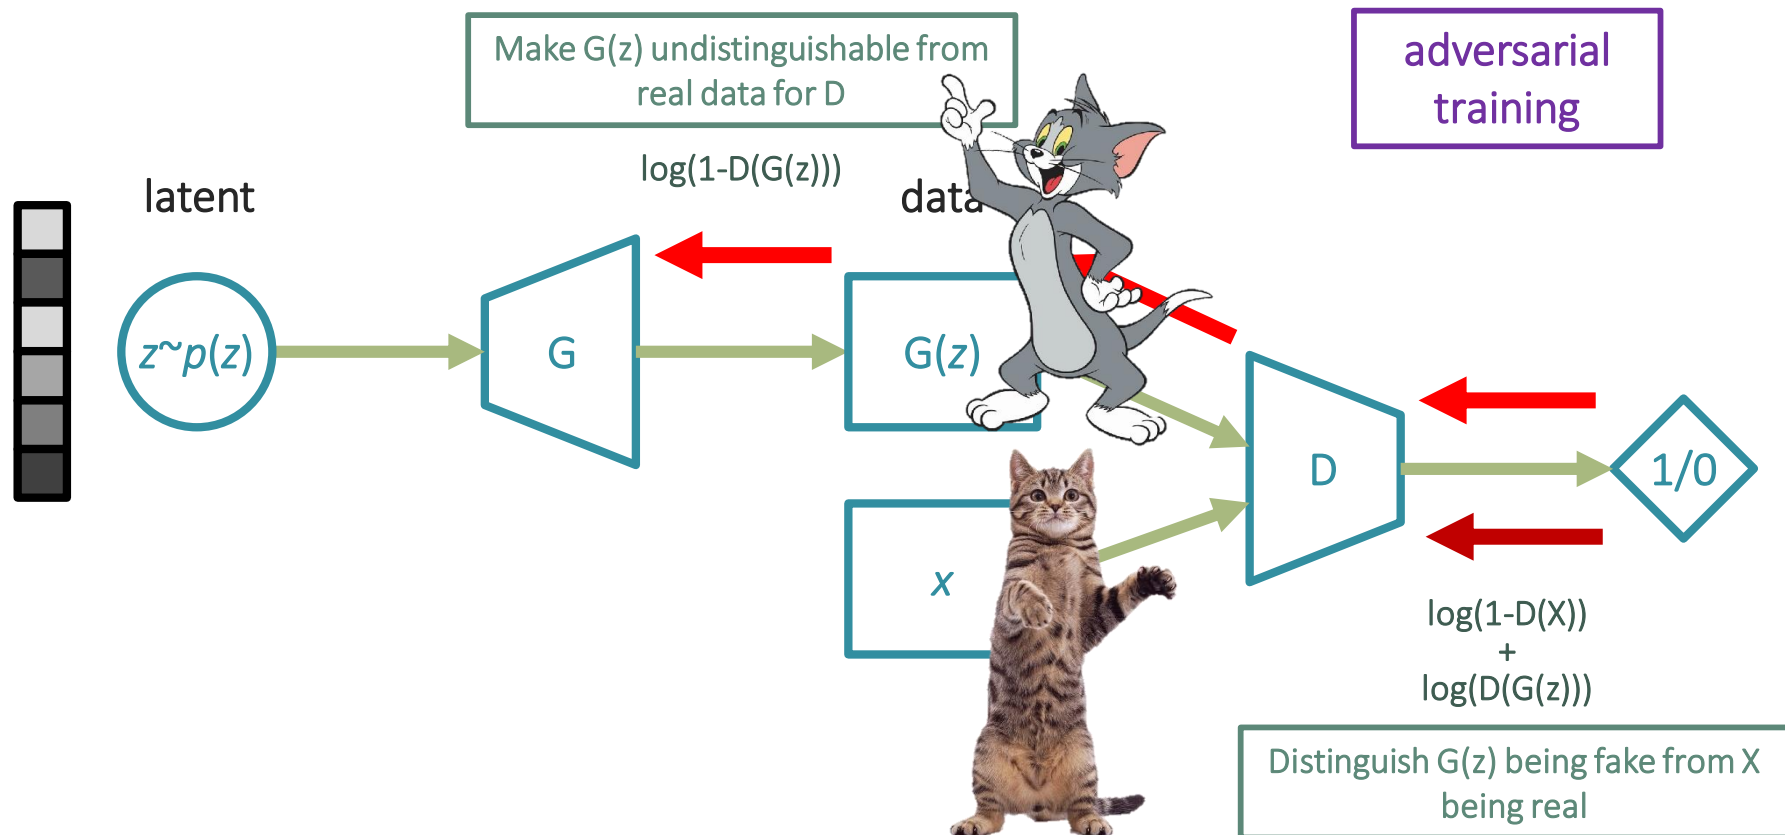 Make G(z) undistinguishable from
real data for D
adversarial
training
log(1-D(G(z)))
latent
data
z~p(z)
G
G(z)
D
1/0
x
log(1-D(X))
+
log(D(G(z)))
Distinguish G(z) being fake from X
being real